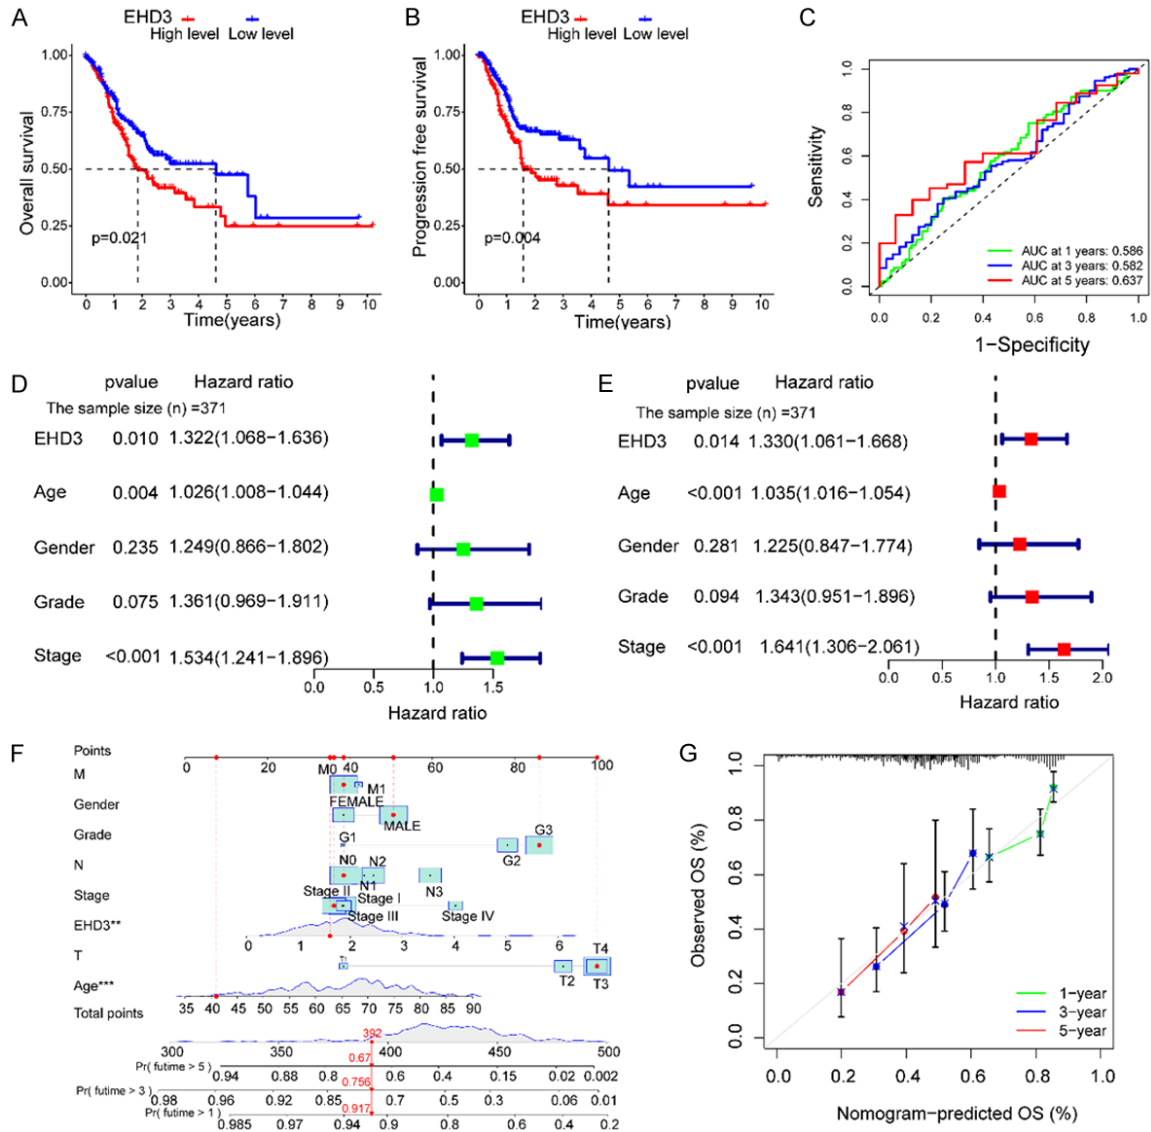 A
EHD3
High level Low level
Overall survival
1.00
0.75
0.50
0.25
0.00
p=0.021
0 1 2 3 4 5 6 7 8 9 10
Time(years)
B
EHD3
High level Low level
Progression free survival
1.00
0.75
0.50
0.25
0.00
p=0.004
0 1 2 3 4 5 6 7 8 9 10
Time(years)
C
Sensitivity
1.0
0.8
0.6
0.4
0.2
0.0
AUC at 1 years: 0.586
AUC at 3 years: 0.582
AUC at 5 years: 0.637
0.0 0.2 0.4 0.6 0.8 1.0
1−Specificity
D
pvalue Hazard ratio
The sample size (n) =371
EHD3 0.010 1.322(1.068−1.636)
Age 0.004 1.026(1.008−1.044)
Gender 0.235 1.249(0.866−1.802)
Grade 0.075 1.361(0.969−1.911)
Stage <0.001 1.534(1.241−1.896)
0.0 0.5 1.0 1.5
Hazard ratio
E
pvalue Hazard ratio
The sample size (n) =371
EHD3 0.014 1.330(1.061−1.668)
Age <0.001 1.035(1.016−1.054)
Gender 0.281 1.225(0.847−1.774)
Grade 0.094 1.343(0.951−1.896)
Stage <0.001 1.641(1.306−2.061)
0.0 0.5 1.0 1.5 2.0
Hazard ratio
F
Points
0 20 40 60 80 100
M
M0 M1
Gender
FEMALE MALE
Grade
G1 G2 G3
N
N0 N1 N2 N3
Stage
Stage II Stage I Stage III Stage IV
EHD3**
0 1 2 3 4 5 6
T
T1 T2 T3 T4
Age***
35 40 45 50 55 60 65 70 75 80 85 90
Total points
392
300 350 400 450 500
0.67
Pr( futime > 5 )
0.94 0.88 0.8 0.6 0.4 0.15 0.02 0.002
0.756
Pr( futime > 3 )
0.98 0.96 0.92 0.85 0.7 0.5 0.3 0.06 0.01
0.917
Pr( futime > 1 )
0.985 0.97 0.94 0.9 0.8 0.6 0.4 0.2
G
Observed OS (%)
1.0
0.8
0.6
0.4
0.2
0.0
1−year
3−year
5−year
0.0 0.2 0.4 0.6 0.8 1.0
Nomogram−predicted OS (%)